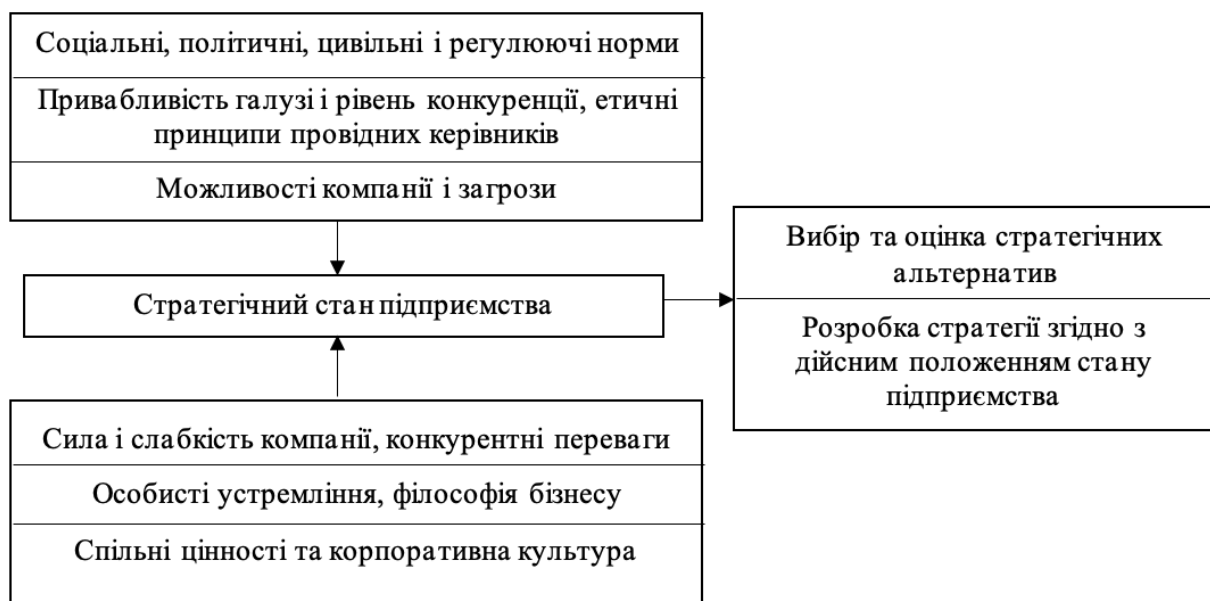 Соціальні, політичні, цивільні і регулюючі норми
Привабливість галузі і рівень конкуренції, етичні
принципи провідних керівників
Можливості компанії і загрози
Стратегічний стан підприємства
Вибір та оцінка стратегічних
альтернатив
Розробка стратегії згідно з
дійсним положенням стану
підприємства
Сила і слабкість компанії, конкурентні переваги
Особисті устремління, філософія бізнесу
Спільні цінності та корпоративна культура